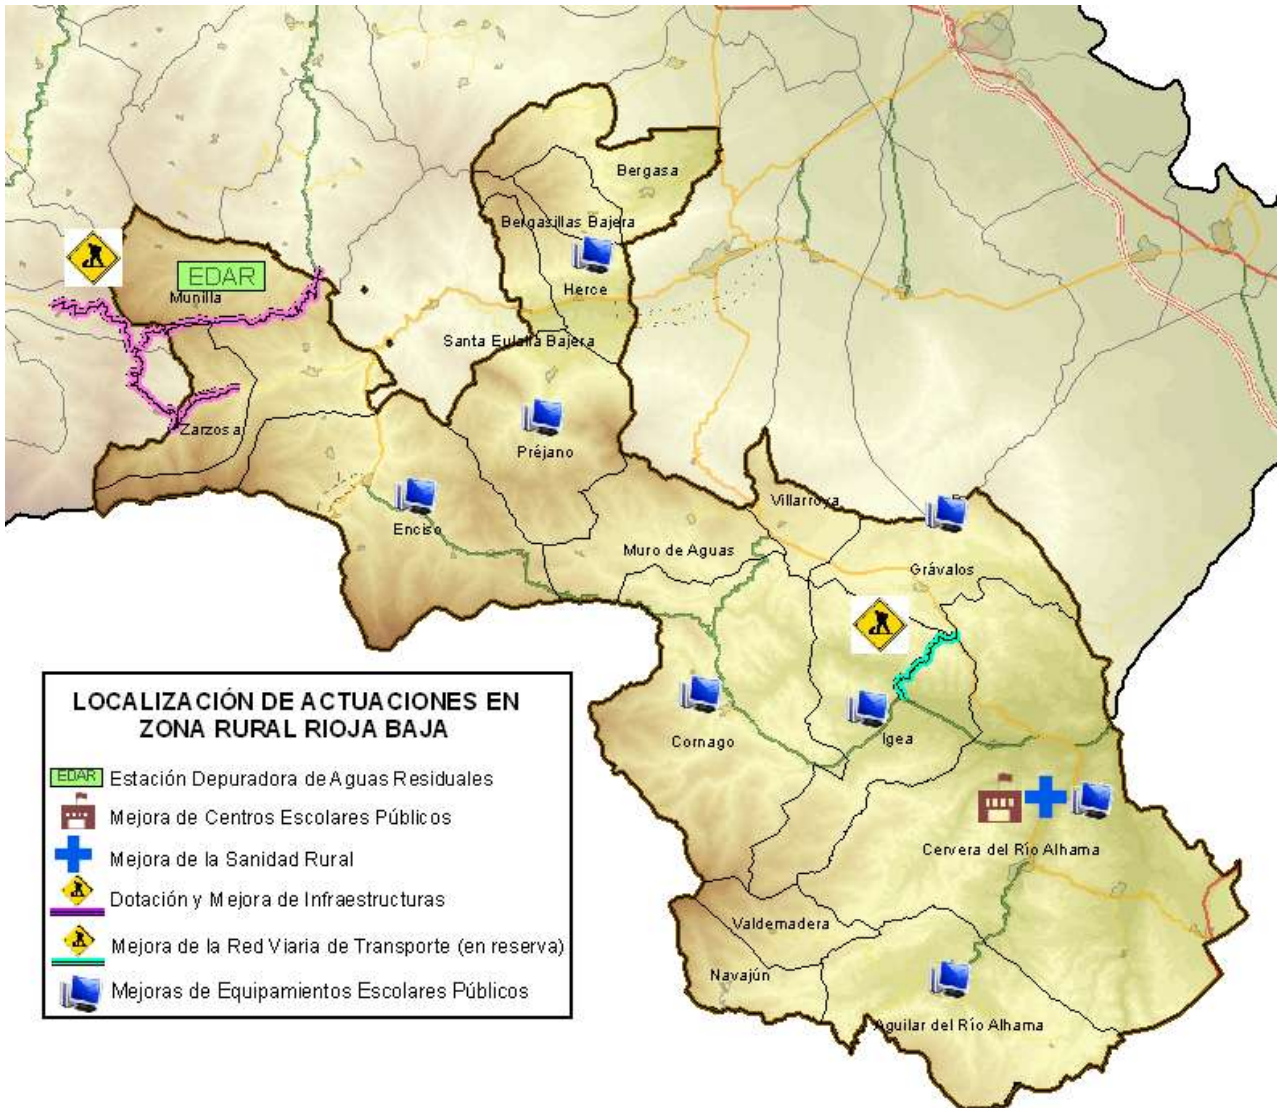 Bergasa
Bergasillas Bajera
EDAR
Munilla
Herce
Santa Eulalia Bajera
Zarzosa
Préjano
Villarroya
Enciso
Muro de Aguas
Grávalos
Cornago
Igea
Cervera del Río Alhama
Valdemadera
Navajún
Aguilar del Río Alhama
LOCALIZACIÓN DE ACTUACIONES EN
ZONA RURAL RIOJA BAJA
EDAR Estación Depuradora de Aguas Residuales
Mejora de Centros Escolares Públicos
Mejora de la Sanidad Rural
Dotación y Mejora de Infraestructuras
Mejora de la Red Viaria de Transporte (en reserva)
Mejoras de Equipamientos Escolares Públicos